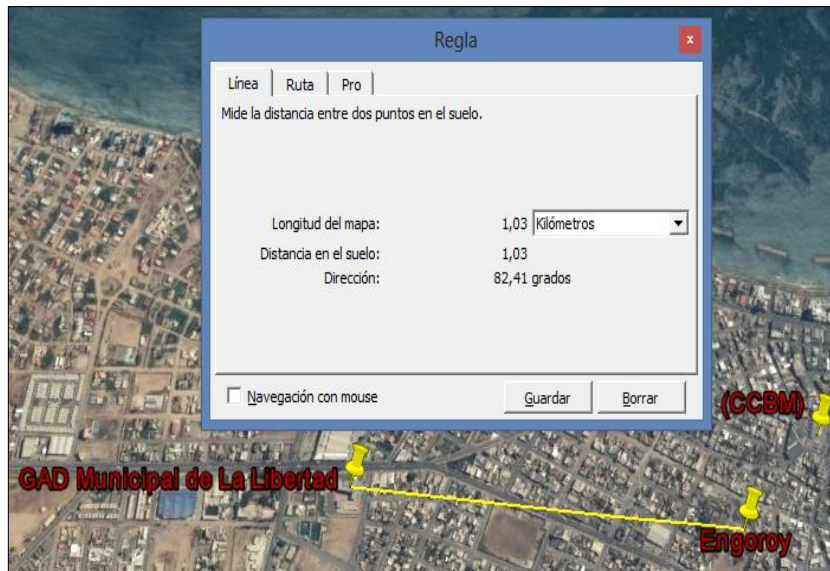 Regla
x
Línea Ruta Pro
Mide la distancia entre dos puntos en el suelo.
Longitud del mapa: 1,03 Kilómetros
Distancia en el suelo: 1,03
Dirección: 82,41 grados
Navegación con mouse Guardar Borrar
(CCBM)
GAD Municipal de La Libertad
Engoroy